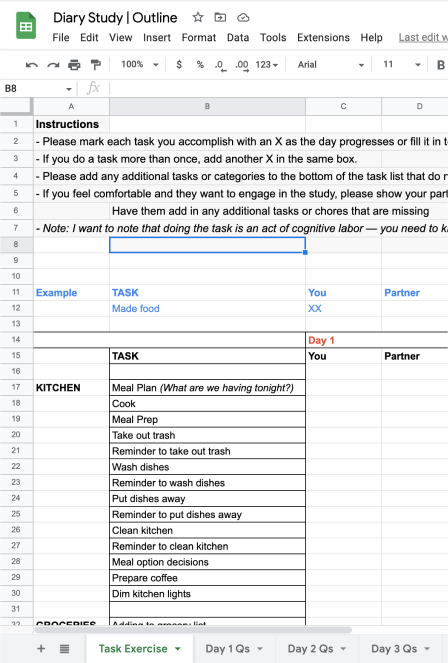 Diary Study | Outline
File Edit View Insert Format Data Tools Extensions Help Last edit w
100% $ % .0 .00 123 Arial 11 B
B8 fx
A B C D
1 Instructions
2 - Please mark each task you accomplish with an X as the day progresses or fill it in t
3 - If you do a task more than once, add another X in the same box.
4 - Please add any additional tasks or categories to the bottom of the task list that do n
5 - If you feel comfortable and they want to engage in the study, please show your part
6 Have them add in any additional tasks or chores that are missing
7 - Note: I want to note that doing the task is an act of cognitive labor — you need to k
8
9
10
11 Example TASK You Partner
12 Made food XX
13
14 Day 1
15 TASK You Partner
16
17 KITCHEN Meal Plan (What are we having tonight?)
18 Cook
19 Meal Prep
20 Take out trash
21 Reminder to take out trash
22 Wash dishes
23 Reminder to wash dishes
24 Put dishes away
25 Reminder to put dishes away
26 Clean kitchen
27 Reminder to clean kitchen
28 Meal option decisions
29 Prepare coffee
30 Dim kitchen lights
31
32 GROCERIES Adding to grocery list
+ Task Exercise Day 1 Qs Day 2 Qs Day 3 Qs